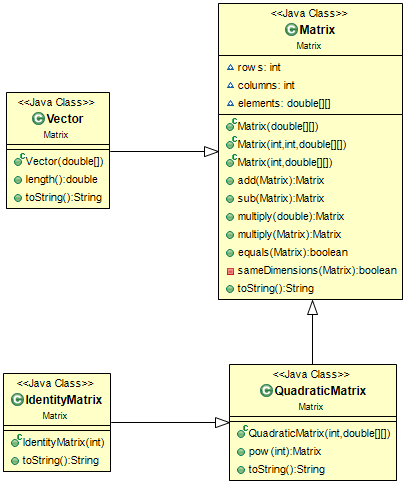 <<Java Class>>
Matrix
Matrix
rows: int
columns: int
elements: double[][]
Matrix(double[][])
Matrix(int,int,double[][])
Matrix(int,double[][])
add(Matrix):Matrix
sub(Matrix):Matrix
multiply(double):Matrix
multiply(Matrix):Matrix
equals(Matrix):boolean
sameDimensions(Matrix):boolean
toString():String
<<Java Class>>
Vector
Matrix
Vector(double[])
length():double
toString():String
<<Java Class>>
IdentityMatrix
Matrix
IdentityMatrix(int)
toString():String
<<Java Class>>
QuadraticMatrix
Matrix
QuadraticMatrix(int,double[][])
pow(int):Matrix
toString():String